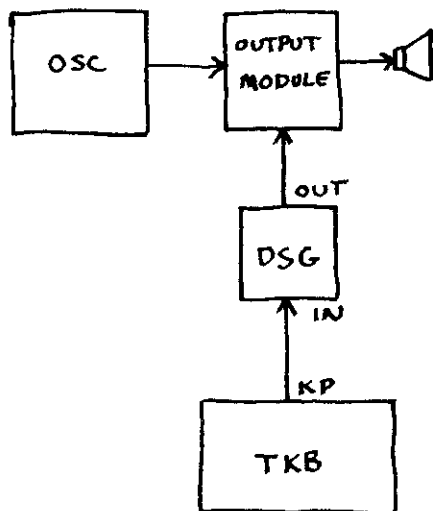 OSC
OUTPUT
MODULE
OUT
DSG
IN
KP
TKB